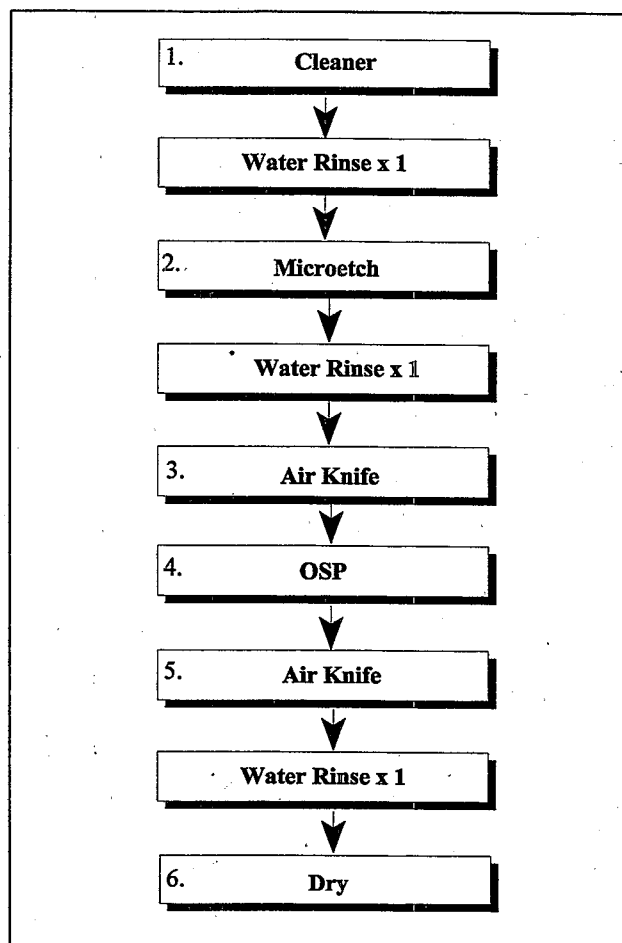 1. Cleaner
Water Rinse x 1
2. Microetch
Water Rinse x 1
3. Air Knife
4. OSP
5. Air Knife
Water Rinse x 1
6. Dry